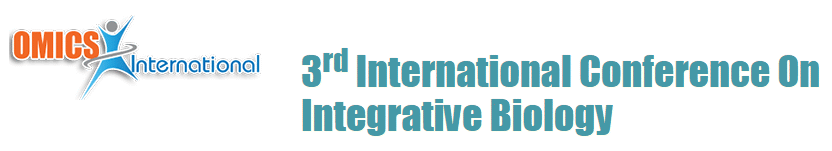 OMICS
International
3rd International Conference On
Integrative Biology